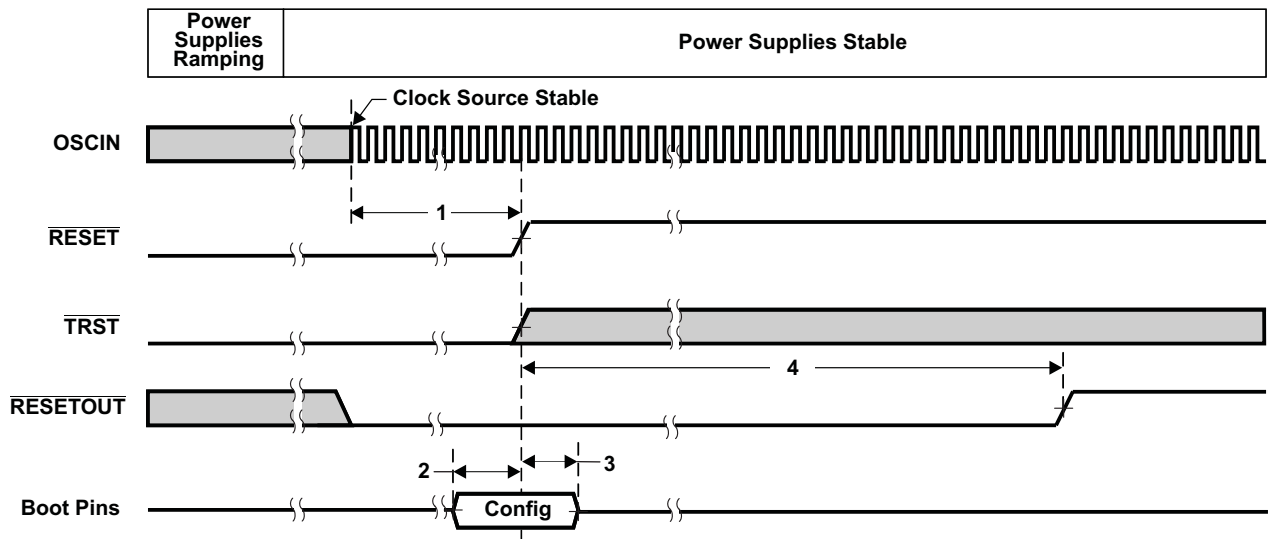 Power
Supplies
Ramping
Power Supplies Stable
Clock Source Stable
OSCIN
1
RESET
TRST
4
RESETOUT
2
3
Boot Pins
Config